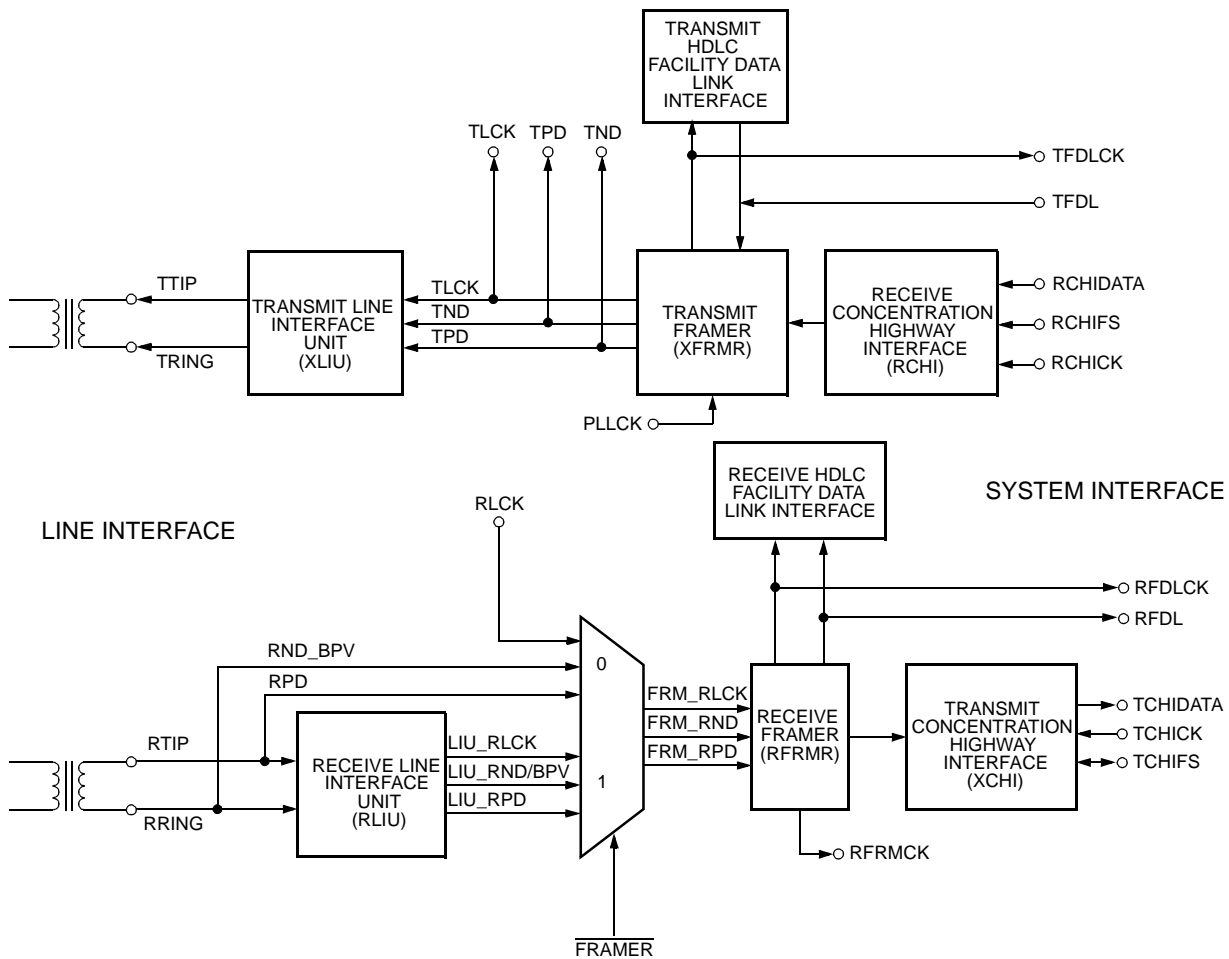 TRANSMIT
HDLC
FACILITY DATA
LINK
INTERFACE
TLCK
TPD
TND
TFDLCK
TFDL
TTIP
TRING
TRANSMIT LINE
INTERFACE
UNIT
(XLIU)
TLCK
TND
TPD
TRANSMIT
FRAMER
(XFRMR)
RECEIVE
CONCENTRATION
HIGHWAY
INTERFACE
(RCHI)
RCHIDATA
RCHIFS
RCHICK
PLLCK
RECEIVE HDLC
FACILITY DATA
LINK INTERFACE
SYSTEM INTERFACE
LINE INTERFACE
RLCK
RFDLCK
RFDL
RND_BPV
RPD
0
1
RTIP
RRING
RECEIVE LINE
INTERFACE
UNIT
(RLIU)
LIU_RLCK
LIU_RND/BPV
LIU_RPD
FRM_RLCK
FRM_RND
FRM_RPD
RECEIVE
FRAMER
(RFRMR)
TRANSMIT
CONCENTRATION
HIGHWAY
INTERFACE
(XCHI)
TCHIDATA
TCHICK
TCHIFS
RFRMCK
FRAMER